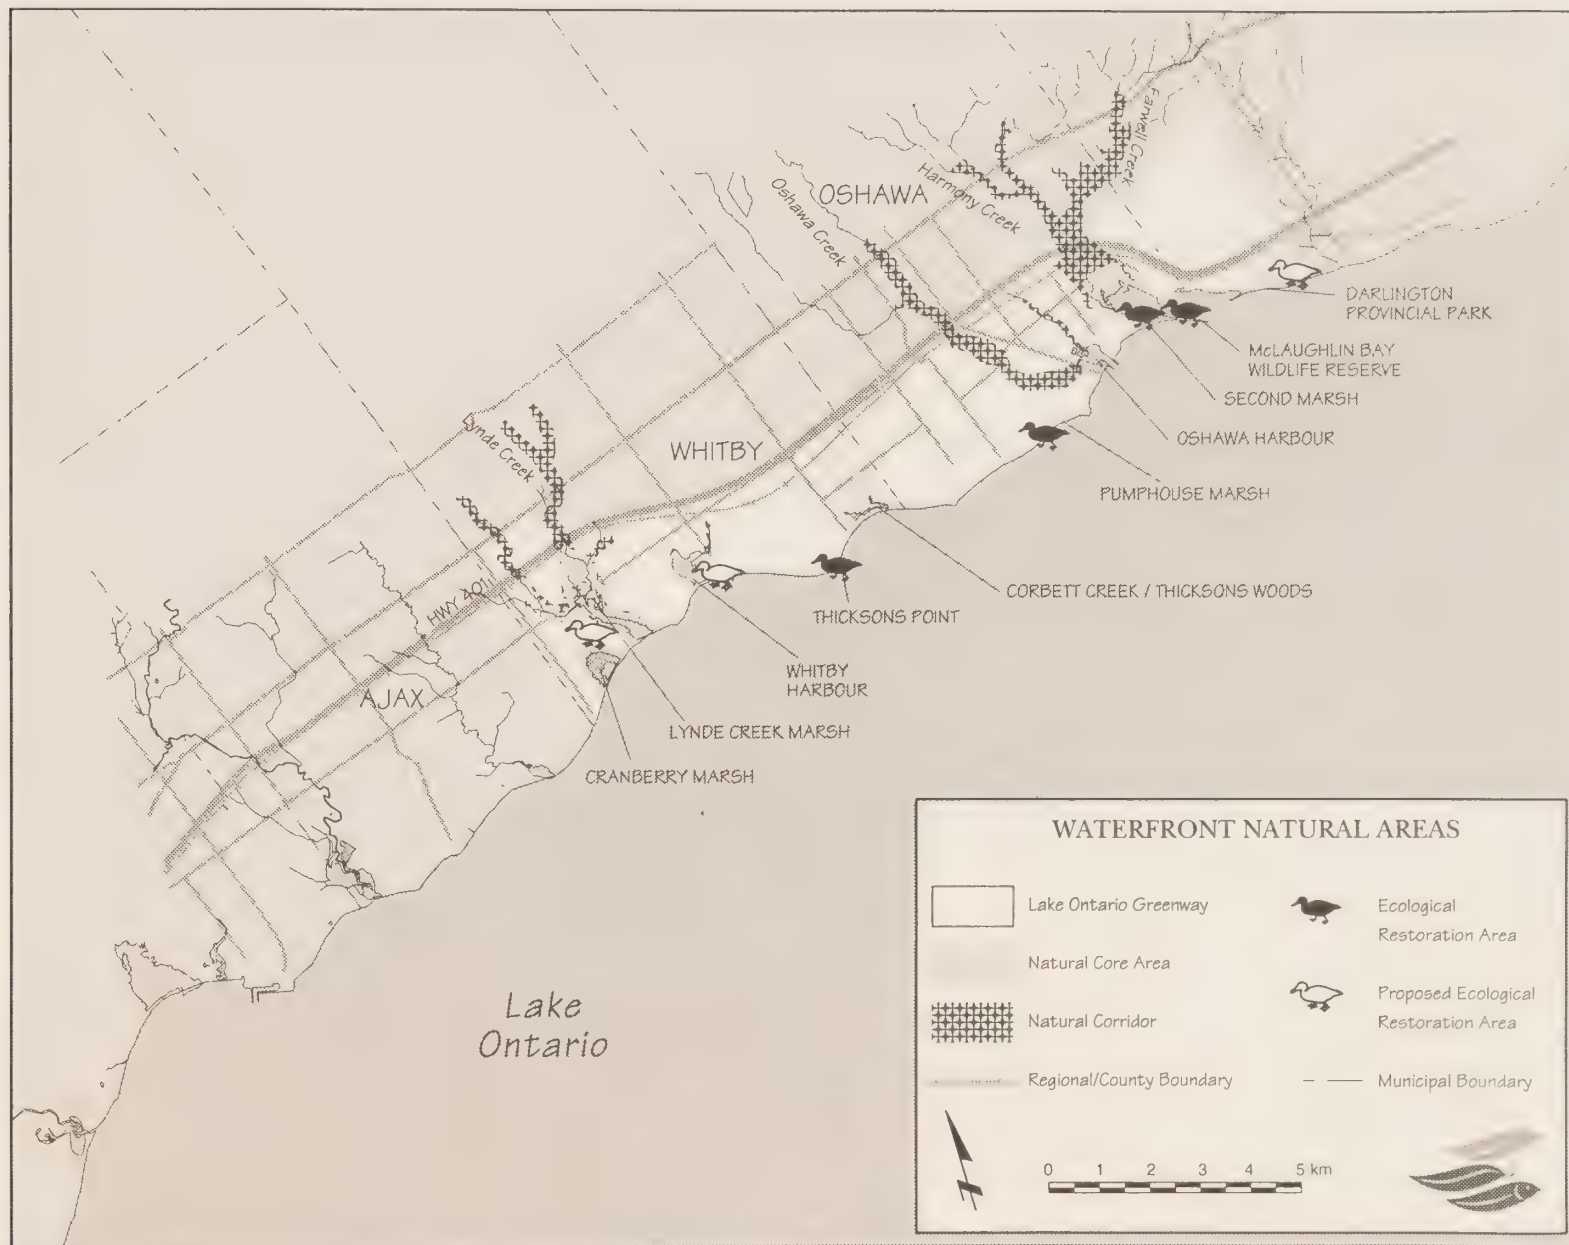 OSHAWA
Farwell Creek
Harmony Creek
Oshawa Creek
DARLINGTON
PROVINCIAL PARK
McLAUGHLIN BAY
WILDLIFE RESERVE
SECOND MARSH
OSHAWA HARBOUR
PUMPHOUSE MARSH
WHITBY
Lynde Creek
HWY 401
CORBETT CREEK / THICKSONS WOODS
THICKSONS POINT
WHITBY
HARBOUR
AJAX
LYNDE CREEK MARSH
CRANBERRY MARSH
Lake
Ontario
WATERFRONT NATURAL AREAS
Lake Ontario Greenway
Natural Core Area
Natural Corridor
Regional/County Boundary
Ecological
Restoration Area
Proposed Ecological
Restoration Area
Municipal Boundary
0 1 2 3 4 5 km